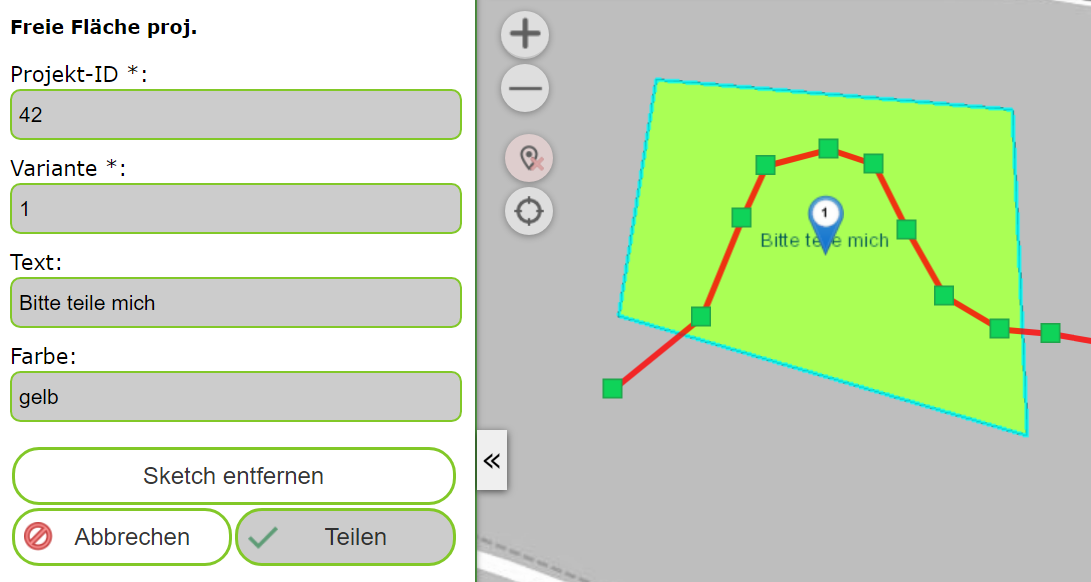 Freie Fläche proj.
Projekt-ID *:
42
Variante *:
1
Text:
Bitte teile mich
Farbe:
gelb
Sketch entfernen
Abbrechen
Teilen
«
1
Bitte teile mich